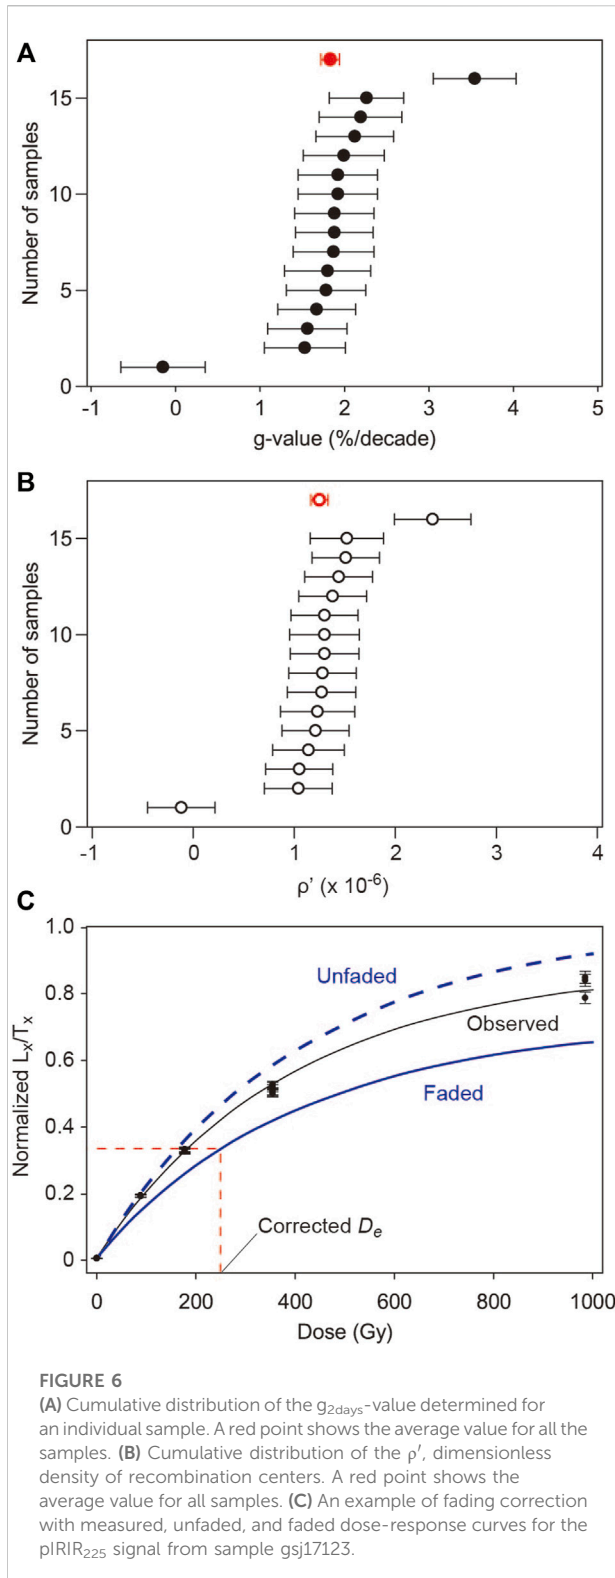 A
Number of samples
15
10
5
0
-1 0 1 2 3 4 5
g-value (%/decade)
B
Number of samples
15
10
5
0
-1 0 1 2 3 4
ρ' (x 10-6)
C
Normalized Lx/Tx
1.0
0.8
0.6
0.4
0.2
0
Unfaded
Observed
Faded
Corrected De
0 200 400 600 800 1000
Dose (Gy)
FIGURE 6
(A) Cumulative distribution of the g2days-value determined for
an individual sample. A red point shows the average value for all the
samples. (B) Cumulative distribution of the ρ′, dimensionless
density of recombination centers. A red point shows the
average value for all samples. (C) An example of fading correction
with measured, unfaded, and faded dose-response curves for the
pIRIR225 signal from sample gsj17123.